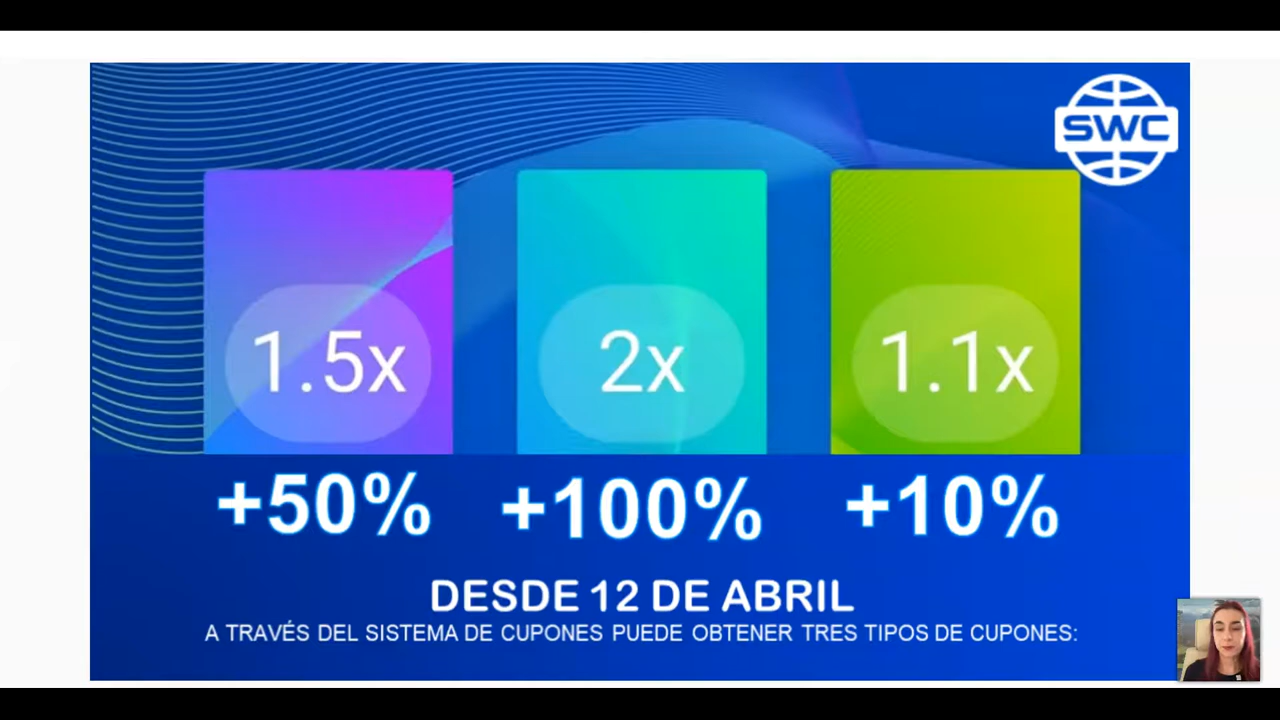 SWC
1.5x 2x 1.1x
+50% +100% +10%
DESDE 12 DE ABRIL
A TRAVÉS DEL SISTEMA DE CUPONES PUEDE OBTENER TRES TIPOS DE CUPONES: